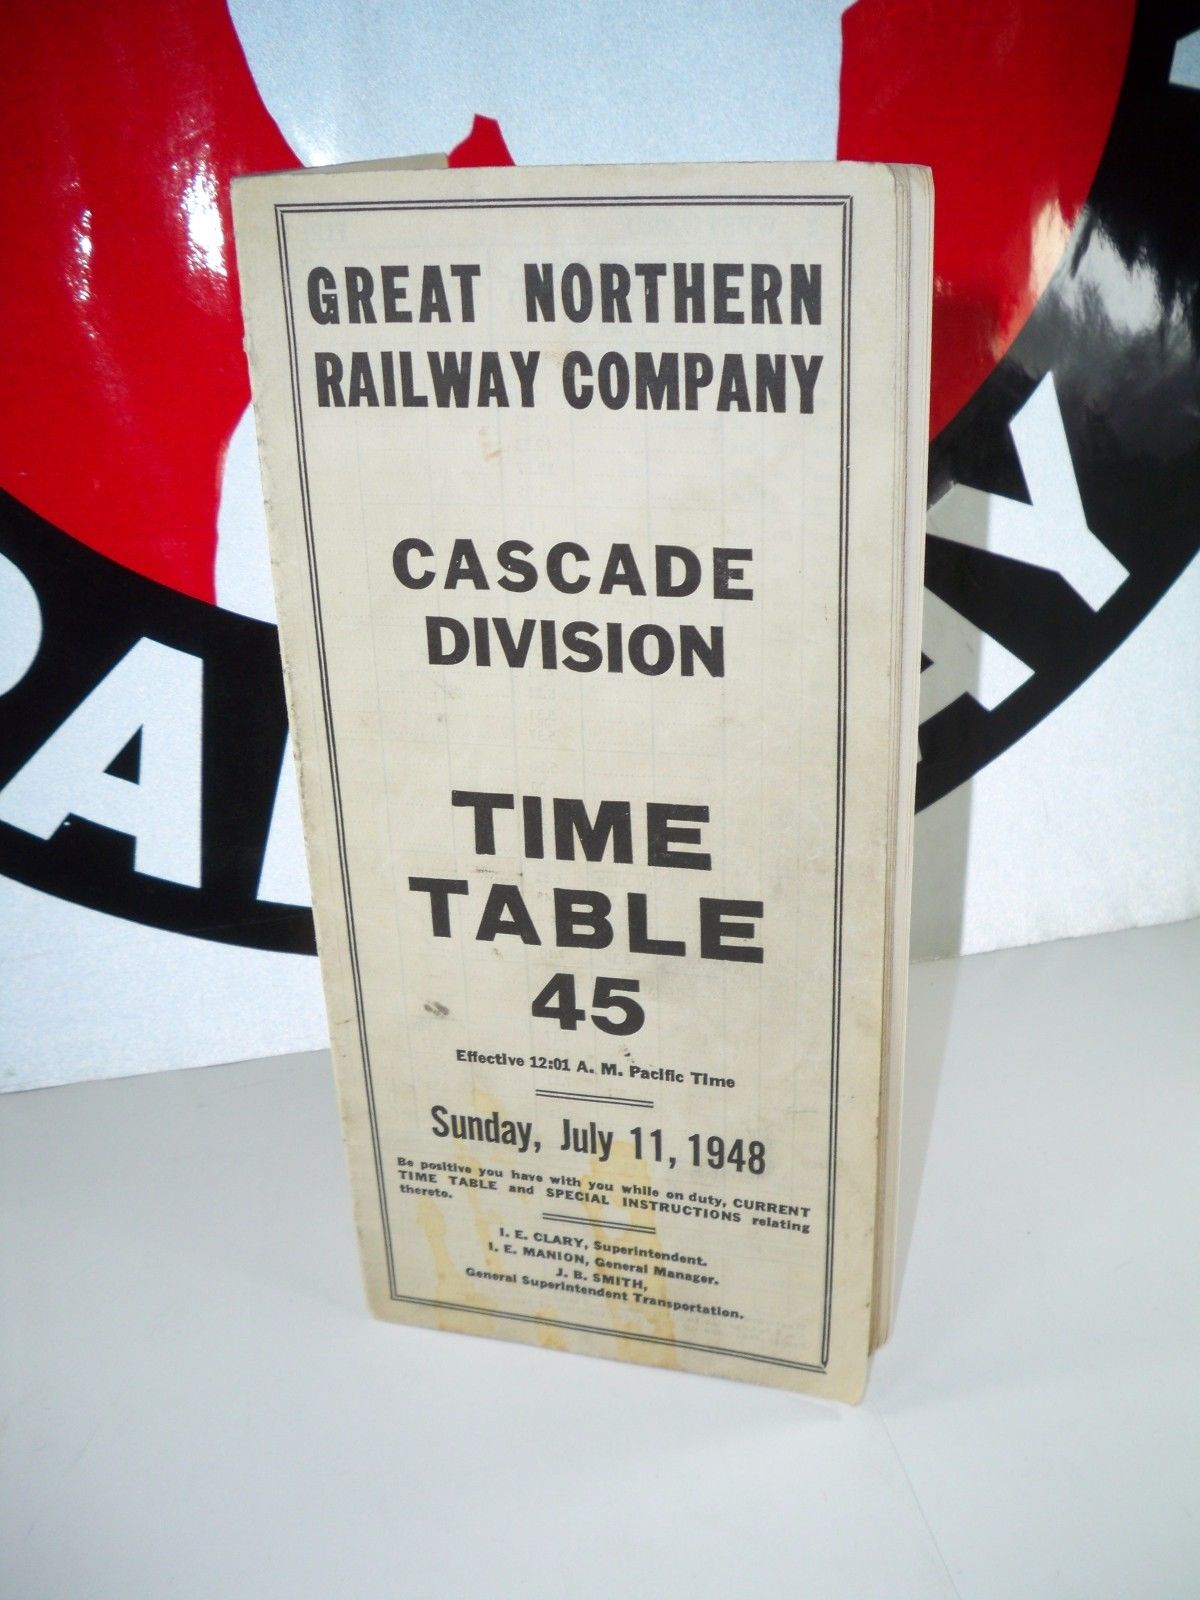 GREAT NORTHERN
RAILWAY COMPANY
CASCADE
DIVISION
TIME
TABLE
45
Effective 12:01 A. M. Pacific Time
Sunday, July 11, 1948
Be positive you have with you while on duty, CURRENT
TIME TABLE and SPECIAL INSTRUCTIONS relating
thereto.
I. E. CLARY, Superintendent.
I. E. MANION, General Manager.
J. B. SMITH,
General Superintendent Transportation.
AY